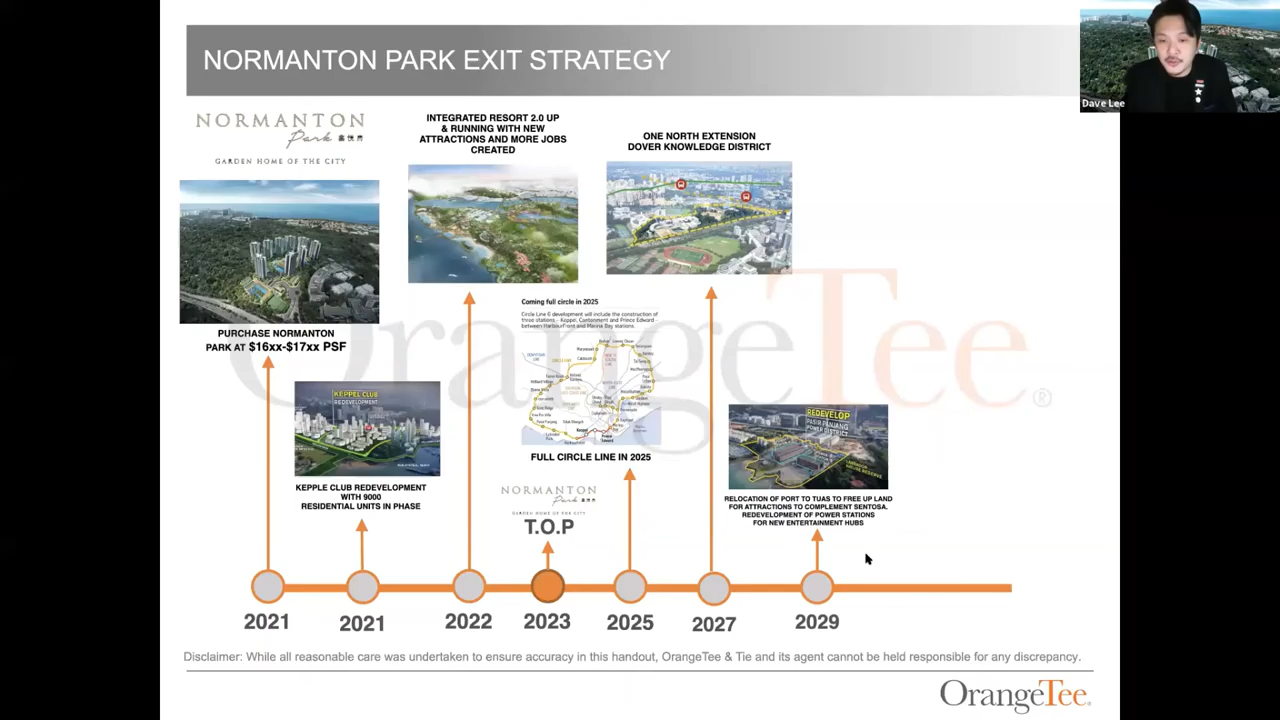 NORMANTON PARK EXIT STRATEGY
Dave Lee
NORMANTON
Park
GARDEN HOME OF THE CITY
PURCHASE NORMANTON
PARK AT $16xx-$17xx PSF
KEPPEL CLUB
REDEVELOPMENT
KEPPLE CLUB REDEVELOPMENT
WITH 9000
RESIDENTIAL UNITS IN PHASE
INTEGRATED RESORT 2.0 UP
& RUNNING WITH NEW
ATTRACTIONS AND MORE JOBS
CREATED
Coming full circle in 2025
Circle Line 6 development will include the construction of
three stations – Keppel, Cantonment and Prince Edward –
between HarbourFront and Marina Bay stations.
FULL CIRCLE LINE IN 2025
NORMANTON
Park
GARDEN HOME OF THE CITY
T.O.P
ONE NORTH EXTENSION
DOVER KNOWLEDGE DISTRICT
REDEVELOP
PASIR PANJANG
POWER DISTRICT
LABRADOR
NATURE RESERVE
RELOCATION OF PORT TO TUAS TO FREE UP LAND
FOR ATTRACTIONS TO COMPLEMENT SENTOSA.
REDEVELOPMENT OF POWER STATIONS
FOR NEW ENTERTAINMENT HUBS
OrangeTee®
2021
2021
2022
2023
2025
2027
2029
Disclaimer: While all reasonable care was undertaken to ensure accuracy in this handout, OrangeTee & Tie and its agent cannot be held responsible for any discrepancy.
OrangeTee